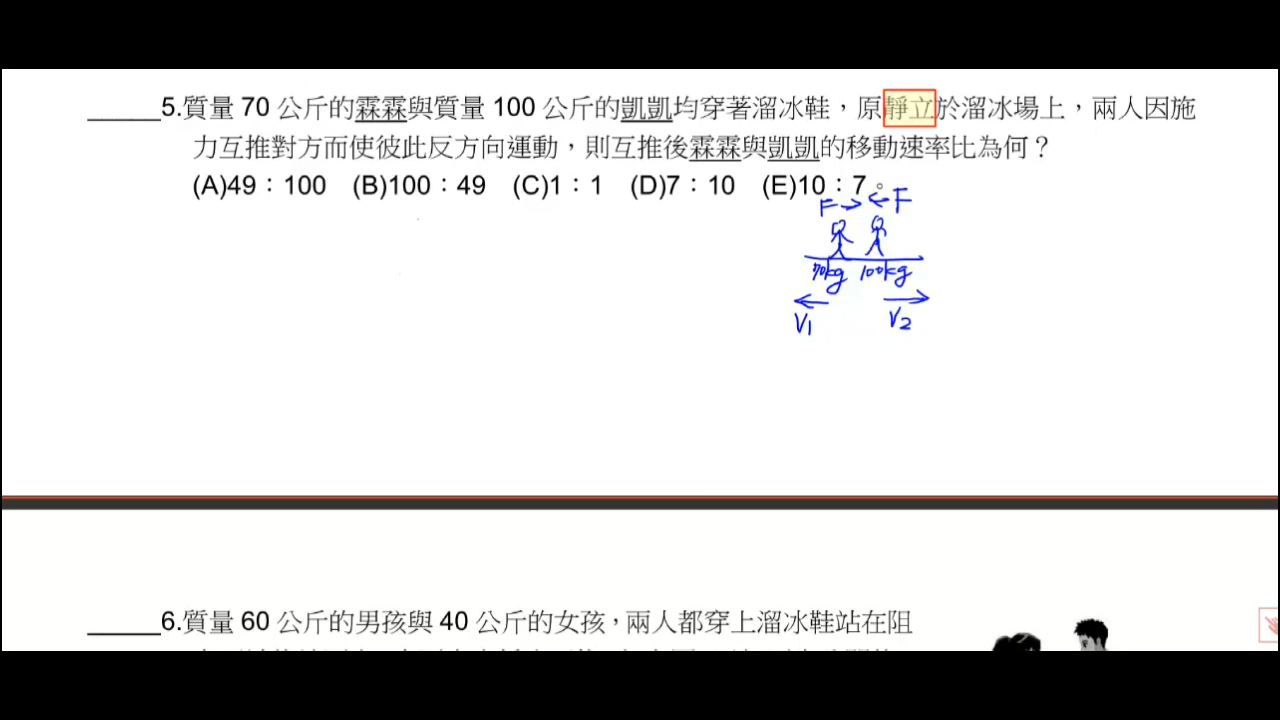 _____5.質量 70 公斤的霖霖與質量 100 公斤的凱凱均穿著溜冰鞋，原靜立於溜冰場上，兩人因施
力互推對方而使彼此反方向運動，則互推後霖霖與凱凱的移動速率比為何？
(A)49：100 (B)100：49 (C)1：1 (D)7：10 (E)10：7。
F→ ←F
70kg 100kg
V1 V2
_____6.質量 60 公斤的男孩與 40 公斤的女孩，兩人都穿上溜冰鞋站在阻